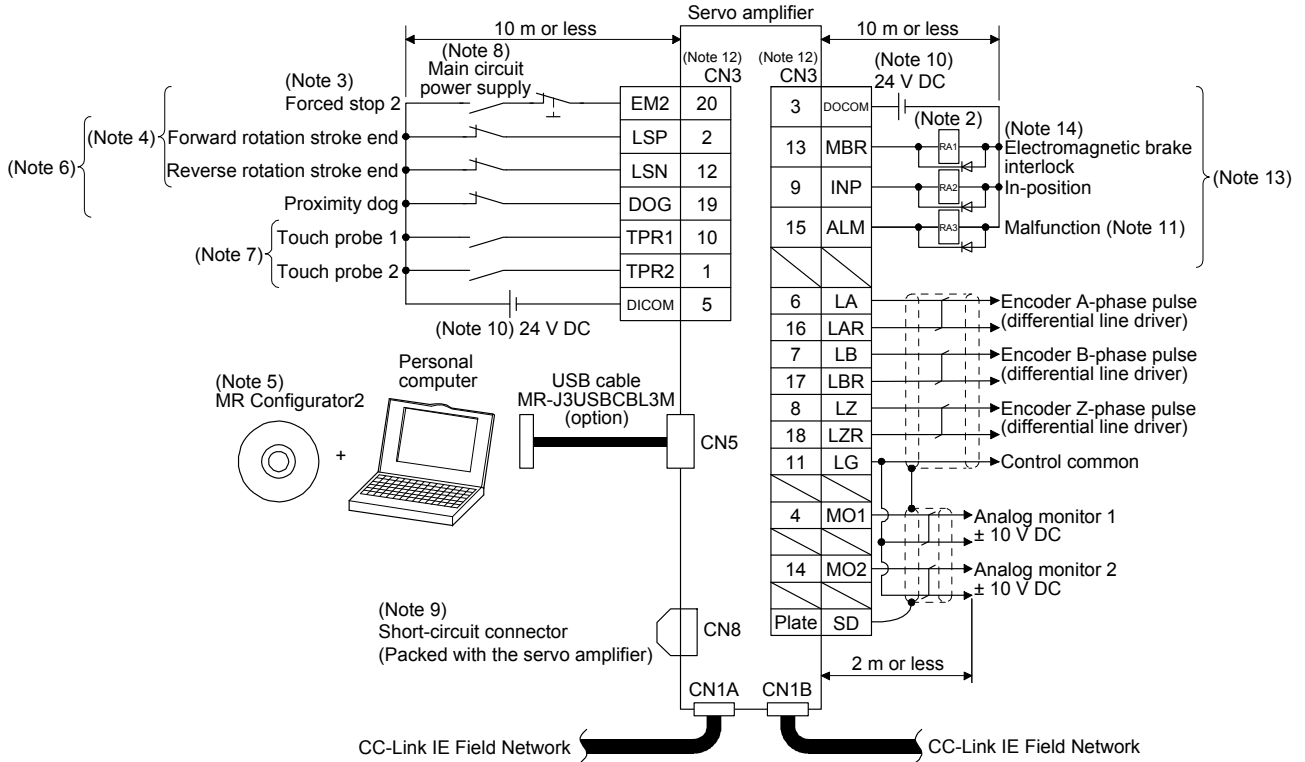 Servo amplifier
10 m or less
10 m or less
(Note 12)
CN3
(Note 12)
CN3
(Note 8)
Main circuit
power supply
(Note 3)
Forced stop 2
EM2 20
(Note 4)
Forward rotation stroke end
LSP 2
(Note 6)
Reverse rotation stroke end
LSN 12
Proximity dog
DOG 19
(Note 7)
Touch probe 1
TPR1 10
Touch probe 2
TPR2 1
DICOM 5
(Note 10) 24 V DC
(Note 10)
24 V DC
3 DOCOM
(Note 2)
13 MBR
RA1
(Note 14)
Electromagnetic brake
interlock
9 INP
RA2
In-position
(Note 13)
15 ALM
RA3
Malfunction (Note 11)
6 LA
Encoder A-phase pulse
(differential line driver)
16 LAR
7 LB
Encoder B-phase pulse
(differential line driver)
17 LBR
8 LZ
Encoder Z-phase pulse
(differential line driver)
18 LZR
11 LG
Control common
4 MO1
Analog monitor 1
± 10 V DC
14 MO2
Analog monitor 2
± 10 V DC
Plate SD
2 m or less
(Note 5)
MR Configurator2
+
Personal
computer
USB cable
MR-J3USBCBL3M
(option)
CN5
(Note 9)
Short-circuit connector
(Packed with the servo amplifier)
CN8
CN1A
CN1B
CC-Link IE Field Network
CC-Link IE Field Network